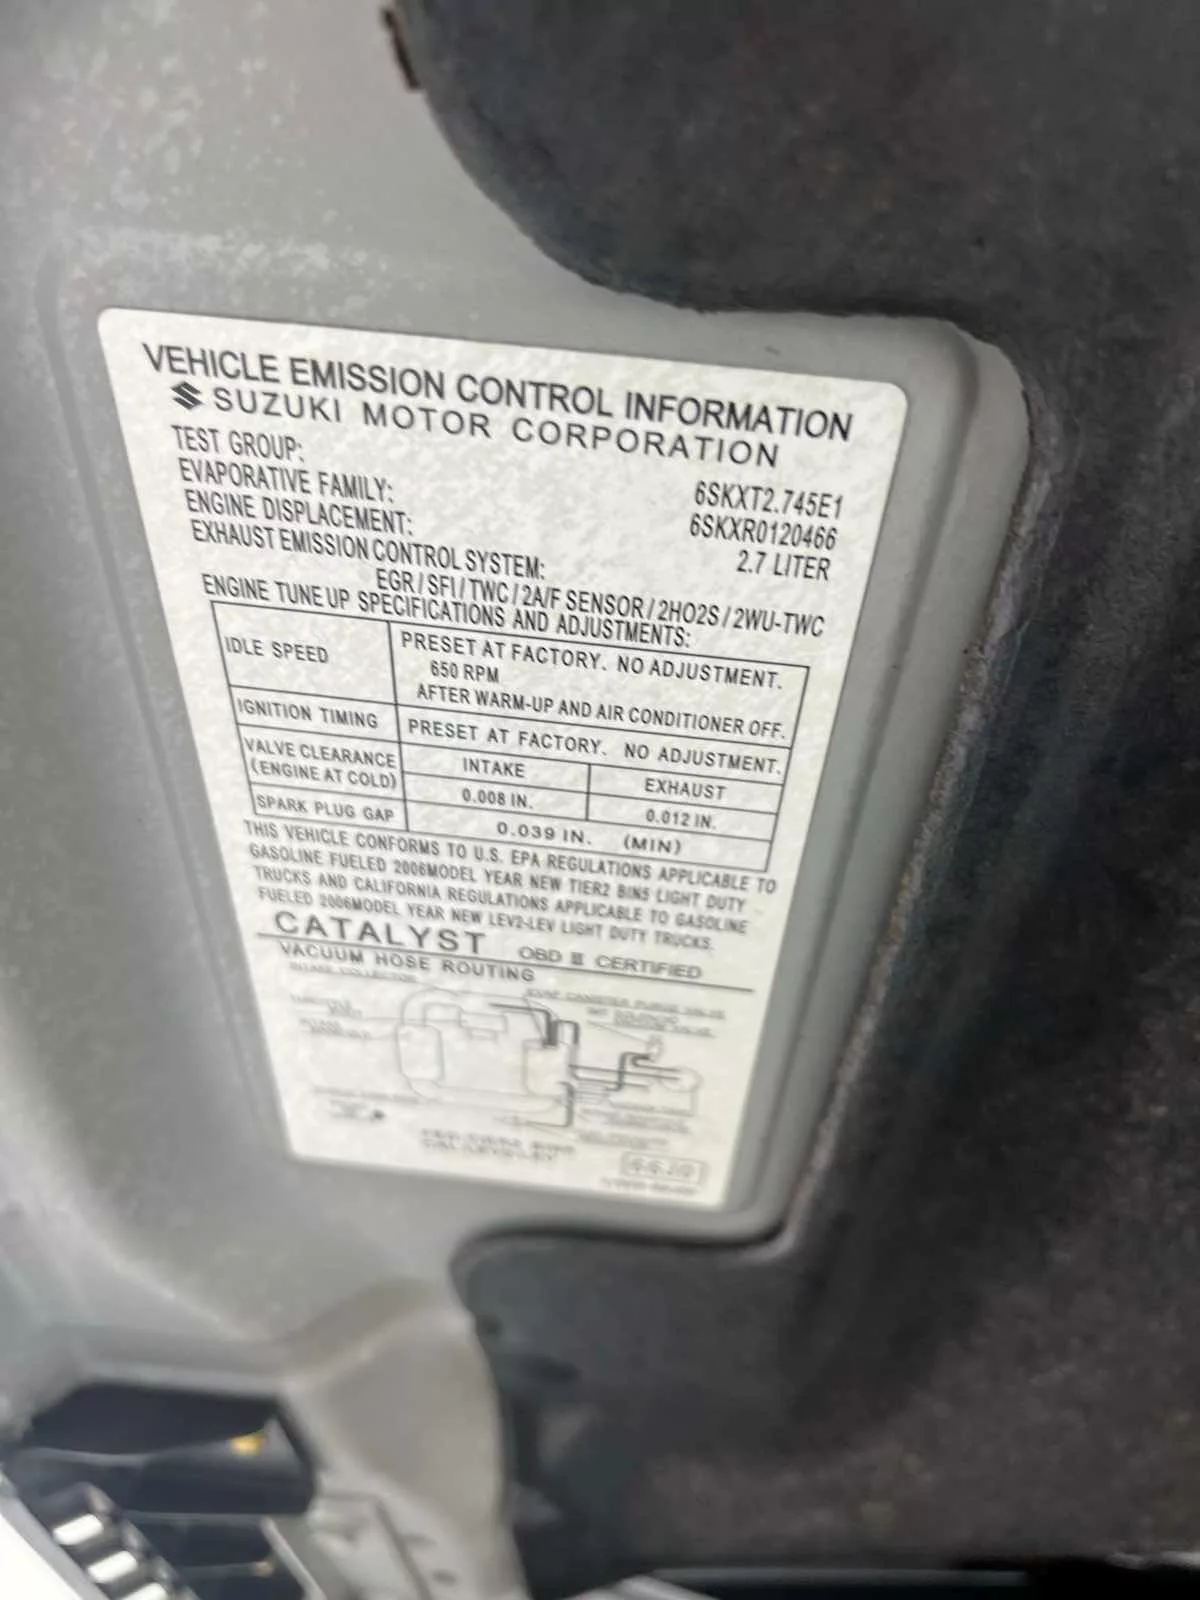 VEHICLE EMISSION CONTROL INFORMATION
SUZUKI MOTOR CORPORATION
TEST GROUP: 6SKXT2.745E1
EVAPORATIVE FAMILY: 6SKXR0120466
ENGINE DISPLACEMENT: 2.7 LITER
EXHAUST EMISSION CONTROL SYSTEM:
EGR/SFI/TWC/2A/F SENSOR/2HO2S/2WU-TWC
ENGINE TUNE UP SPECIFICATIONS AND ADJUSTMENTS:
IDLE SPEED
PRESET AT FACTORY. NO ADJUSTMENT.
650 RPM
AFTER WARM-UP AND AIR CONDITIONER OFF.
IGNITION TIMING PRESET AT FACTORY. NO ADJUSTMENT.
VALVE CLEARANCE INTAKE EXHAUST
(ENGINE AT COLD) 0.008 IN. 0.012 IN.
SPARK PLUG GAP 0.039 IN. (MIN)
THIS VEHICLE CONFORMS TO U.S. EPA REGULATIONS APPLICABLE TO
GASOLINE FUELED 2006MODEL YEAR NEW TIER2 BIN5 LIGHT DUTY
TRUCKS AND CALIFORNIA REGULATIONS APPLICABLE TO GASOLINE
FUELED 2006MODEL YEAR NEW LEV2-LEV LIGHT DUTY TRUCKS.
CATALYST OBD II CERTIFIED
VACUUM HOSE ROUTING